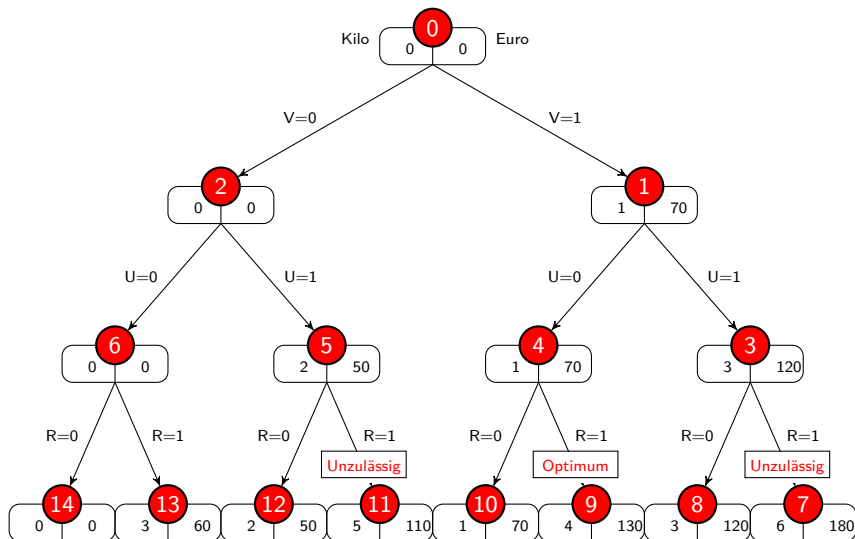 0
Kilo 0 0 Euro
V=0 V=1
2 1
0 0 1 70
U=0 U=1 U=0 U=1
6 5 4 3
0 0 2 50 1 70 3 120
R=0 R=1 R=0 R=1 R=0 R=1 R=0 R=1
Unzulässig Optimum Unzulässig
14 13 12 11 10 9 8 7
0 0 3 60 2 50 5 110 1 70 4 130 3 120 6 180